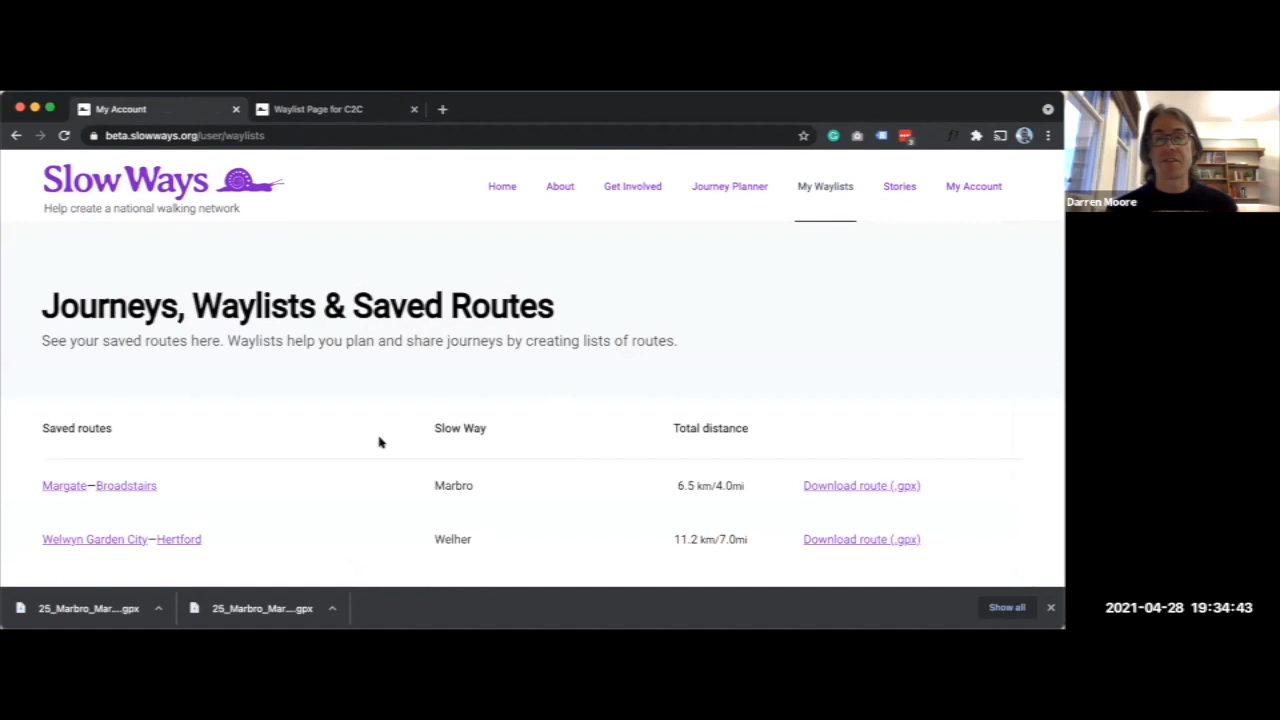 My Account
Waylist Page for C2C
beta.slowways.org/user/waylists
Slow Ways
Help create a national walking network
Home
About
Get Involved
Journey Planner
My Waylists
Stories
My Account
Darren Moore
Journeys, Waylists & Saved Routes
See your saved routes here. Waylists help you plan and share journeys by creating lists of routes.
Saved routes
Slow Way
Total distance
Margate—Broadstairs
Marbro
6.5 km/4.0mi
Download route (.gpx)
Welwyn Garden City—Hertford
Welher
11.2 km/7.0mi
Download route (.gpx)
25_Marbro_Mar....gpx
25_Marbro_Mar....gpx
Show all
2021-04-28 19:34:43